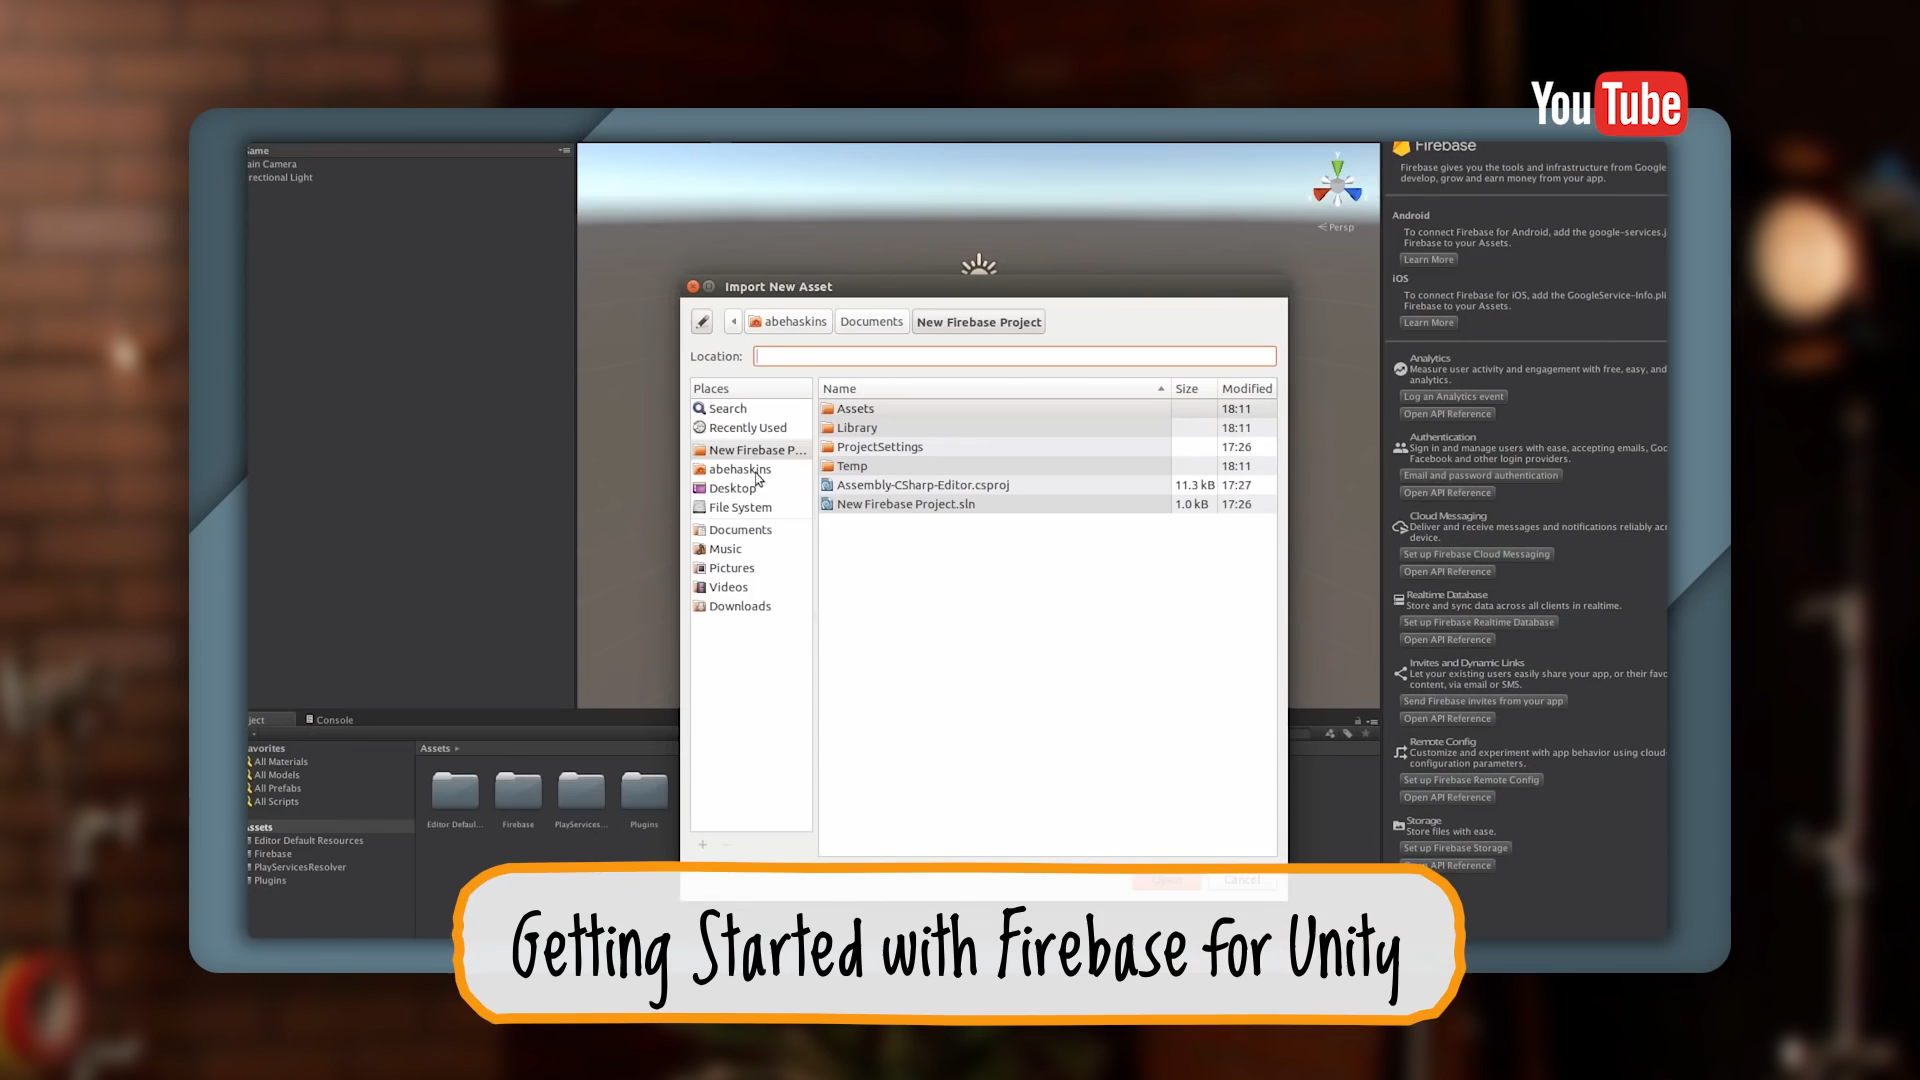 YouTube
ame
ain Camera
rectional Light
Persp
Firebase
Firebase gives you the tools and infrastructure from Google
develop, grow and earn money from your app.
Android
To connect Firebase for Android, add the google-services.j
Firebase to your Assets.
Learn More
iOS
To connect Firebase for iOS, add the GoogleService-Info.pli
Firebase to your Assets.
Learn More
Analytics
Measure user activity and engagement with free, easy, and
analytics.
Log an Analytics event
Open API Reference
Authentication
Sign in and manage users with ease, accepting emails, Goo
Facebook and other login providers.
Email and password authentication
Open API Reference
Cloud Messaging
Deliver and receive messages and notifications reliably acr
device.
Set up Firebase Cloud Messaging
Open API Reference
Realtime Database
Store and sync data across all clients in realtime.
Set up Firebase Realtime Database
Open API Reference
Invites and Dynamic Links
Let your existing users easily share your app, or their favo
content, via email or SMS.
Send Firebase invites from your app
Open API Reference
Remote Config
Customize and experiment with app behavior using cloud-
configuration parameters.
Set up Firebase Remote Config
Open API Reference
Storage
Store files with ease.
Set up Firebase Storage
API Reference
Import New Asset
abehaskins Documents New Firebase Project
Location:
Places
Search
Recently Used
New Firebase P...
abehaskins
Desktop
File System
Documents
Music
Pictures
Videos
Downloads
Name Size Modified
Assets 18:11
Library 18:11
ProjectSettings 17:26
Temp 18:11
Assembly-CSharp-Editor.csproj 11.3 kB 17:27
New Firebase Project.sln 1.0 kB 17:26
Cancel
ject Console
avorites
All Materials
All Models
All Prefabs
All Scripts
ssets
Editor Default Resources
Firebase
PlayServicesResolver
Plugins
Assets
Editor Defaul... Firebase PlayServices... Plugins
Getting Started with Firebase for Unity